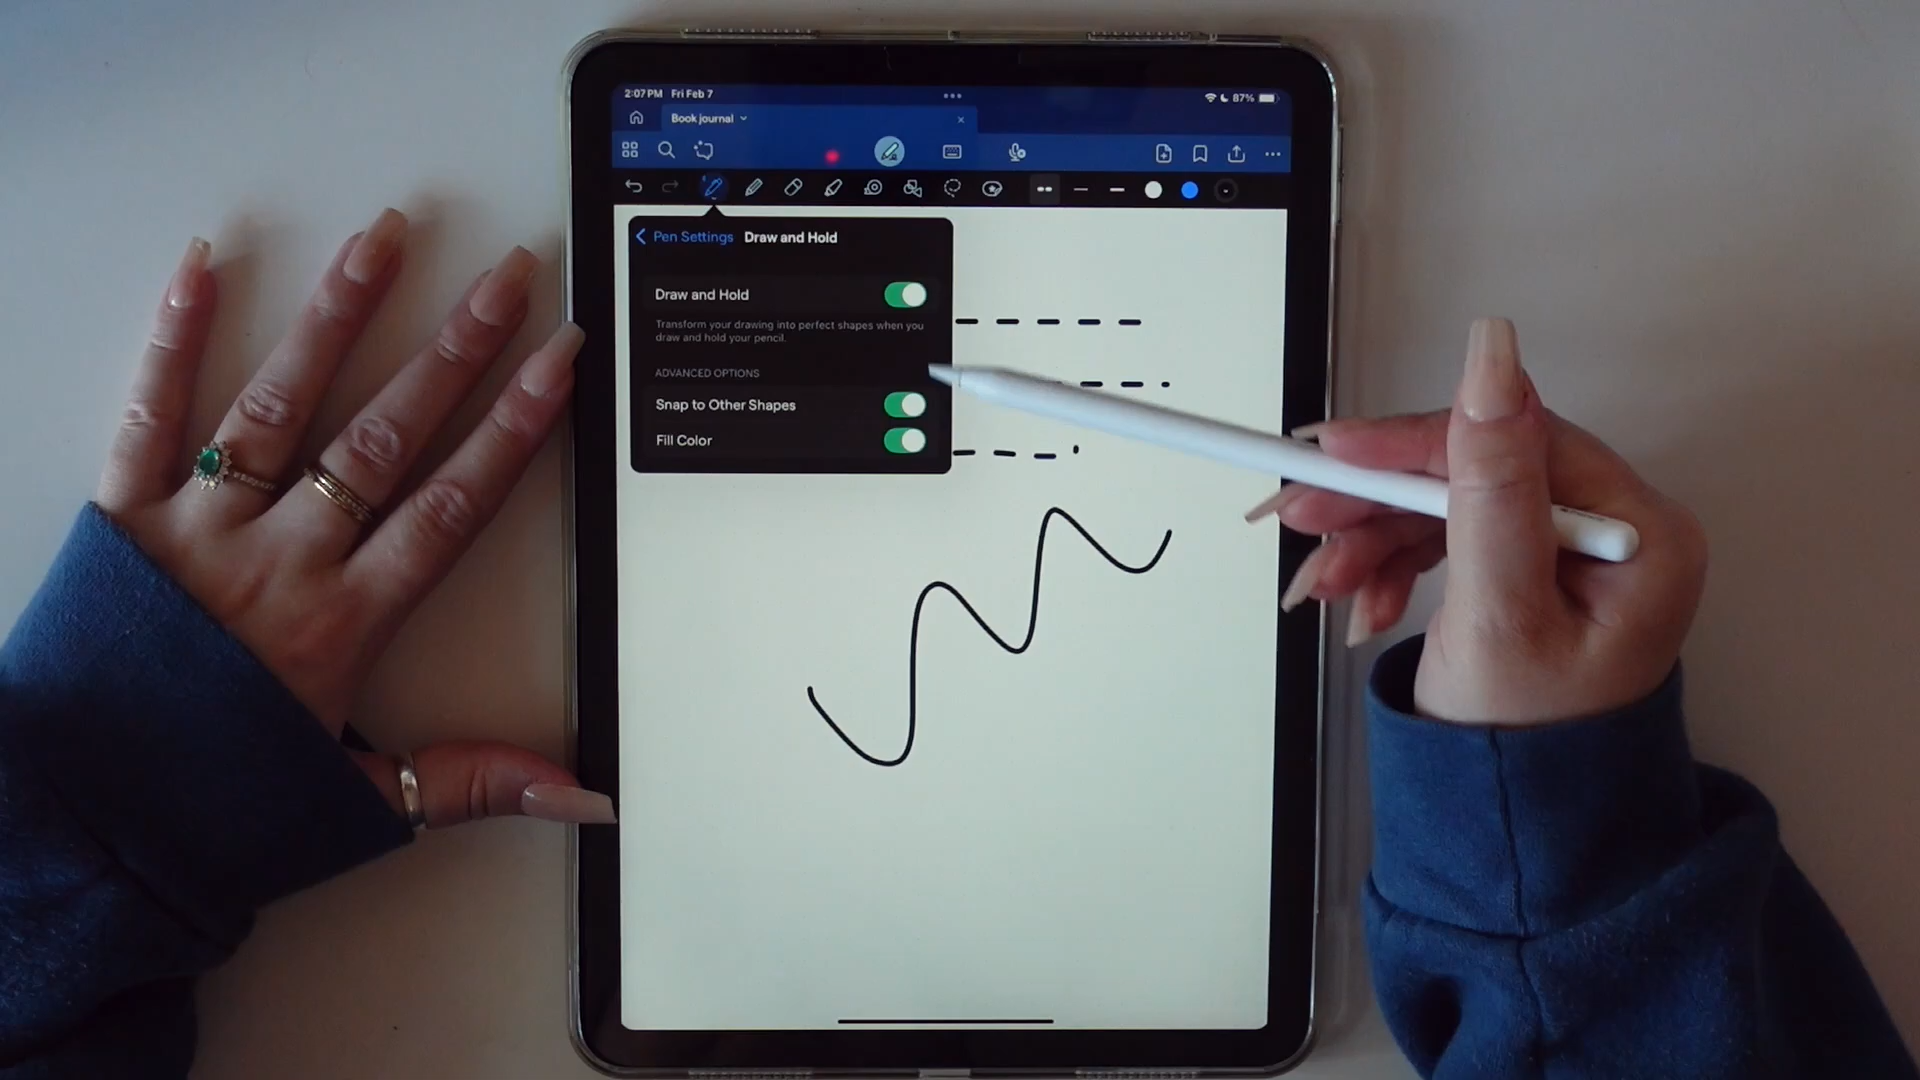 2:07 PM Fri Feb 7
87%
Book journal
Pen Settings Draw and Hold
Draw and Hold
Transform your drawing into perfect shapes when you
draw and hold your pencil.
ADVANCED OPTIONS
Snap to Other Shapes
Fill Color